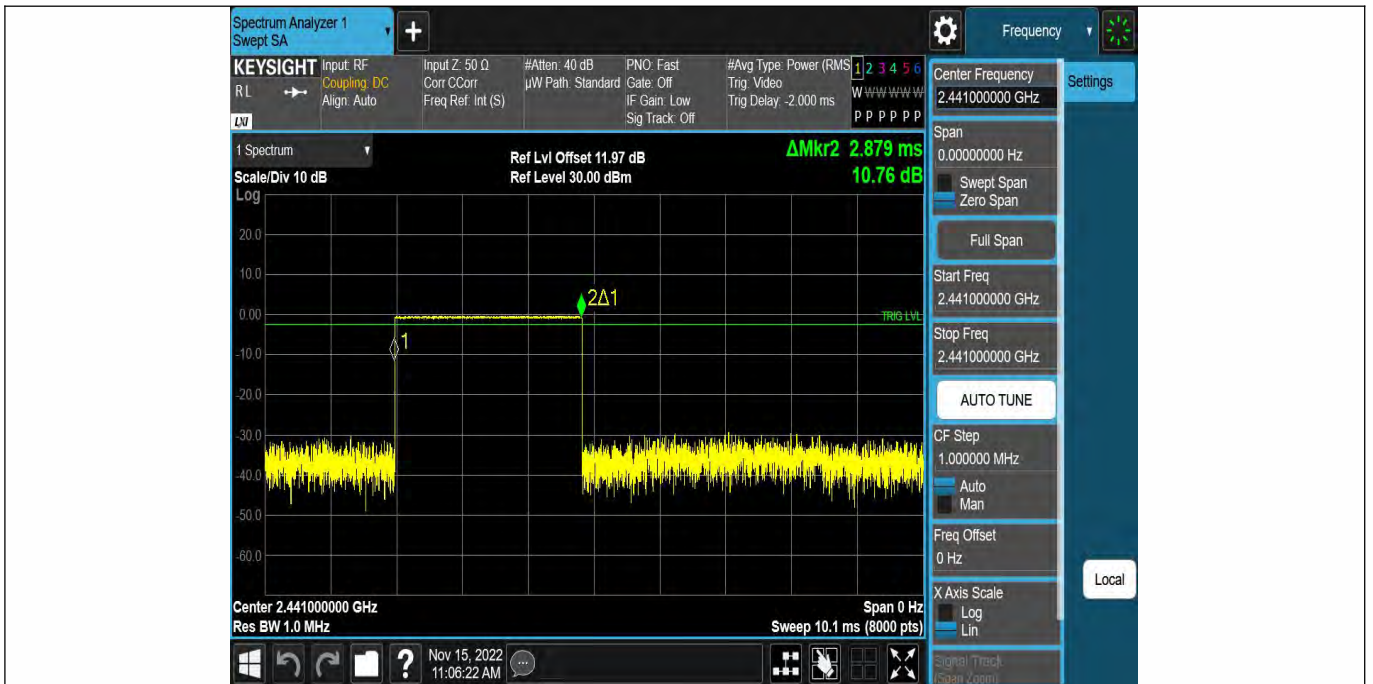 Spectrum Analyzer 1
Swept SA
+
Frequency
KEYSIGHT
RL
LXI
Input: RF
Coupling: DC
Align: Auto
Input Z: 50 Ω
Corr CCorr
Freq Ref: Int (S)
#Atten: 40 dB
µW Path: Standard
PNO: Fast
Gate: Off
IF Gain: Low
Sig Track: Off
#Avg Type: Power (RMS
Trig: Video
Trig Delay: -2.000 ms
1 2 3 4 5 6
W W W W W W
P P P P P P
1 Spectrum
Scale/Div 10 dB
Log
Ref Lvl Offset 11.97 dB
Ref Level 30.00 dBm
ΔMkr2 2.879 ms
10.76 dB
20.0
10.0
0.00
-10.0
-20.0
-30.0
-40.0
-50.0
-60.0
2Δ1
1
TRIG LVL
Center 2.441000000 GHz
Res BW 1.0 MHz
Span 0 Hz
Sweep 10.1 ms (8000 pts)
?
Nov 15, 2022
11:06:22 AM
Center Frequency
2.441000000 GHz
Span
0.00000000 Hz
Swept Span
Zero Span
Full Span
Start Freq
2.441000000 GHz
Stop Freq
2.441000000 GHz
AUTO TUNE
CF Step
1.000000 MHz
Auto
Man
Freq Offset
0 Hz
X Axis Scale
Log
Lin
Signal Track
(Span Zoom)
Settings
Local